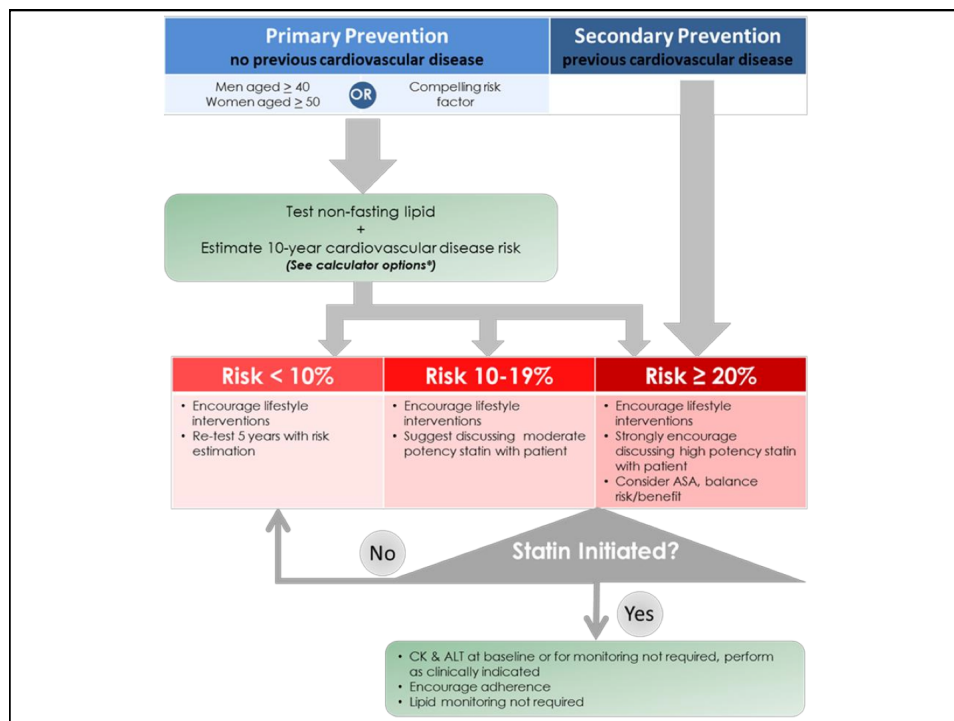 Primary Prevention
no previous cardiovascular disease
Secondary Prevention
previous cardiovascular disease
Men aged ≥ 40
Women aged ≥ 50
OR
Compelling risk
factor
Test non-fasting lipid
+
Estimate 10-year cardiovascular disease risk
(See calculator options*)
Risk < 10%
• Encourage lifestyle
interventions
• Re-test 5 years with risk
estimation
Risk 10-19%
• Encourage lifestyle
interventions
• Suggest discussing moderate
potency statin with patient
Risk ≥ 20%
• Encourage lifestyle
interventions
• Strongly encourage
discussing high potency statin
with patient
• Consider ASA, balance
risk/benefit
Statin Initiated?
No
Yes
• CK & ALT at baseline or for monitoring not required, perform
as clinically indicated
• Encourage adherence
• Lipid monitoring not required